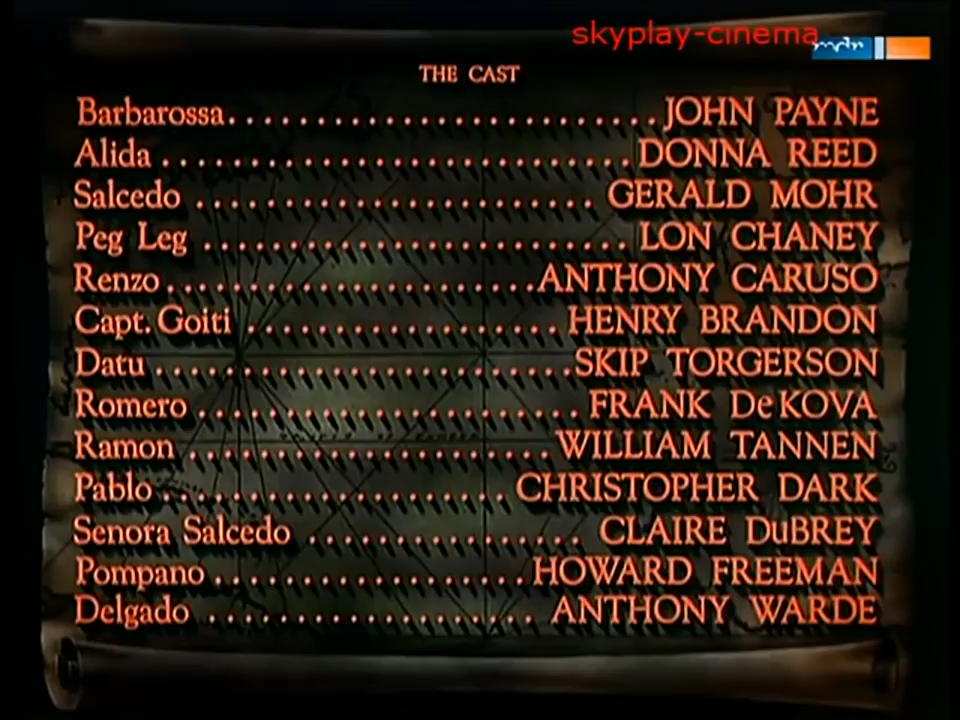 skyplay-cinema
mdr
THE CAST
Barbarossa.............................JOHN PAYNE
Alida................................DONNA REED
Salcedo...........................GERALD MOHR
Peg Leg.............................LON CHANEY
Renzo.........................ANTHONY CARUSO
Capt. Goiti.....................HENRY BRANDON
Datu............................SKIP TORGERSON
Romero..........................FRANK DeKOVA
Ramon.........................WILLIAM TANNEN
Pablo........................CHRISTOPHER DARK
Senora Salcedo...................CLAIRE DuBREY
Pompano.....................HOWARD FREEMAN
Delgado.......................ANTHONY WARDE